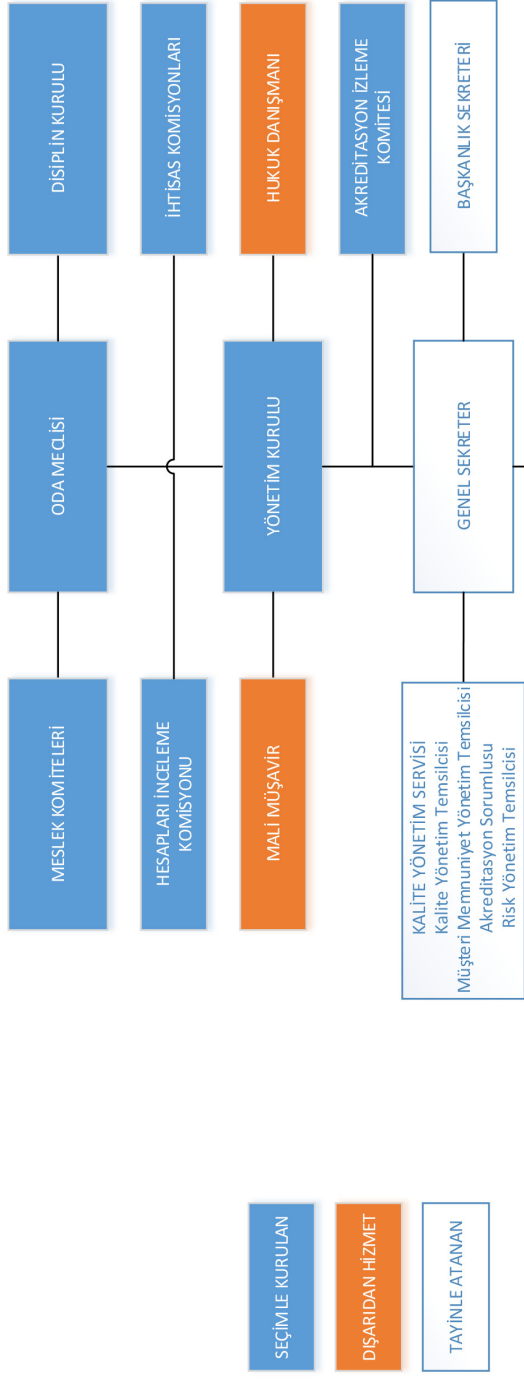 MESLEK KOMİTELERİ
ODA MECLİSİ
DISİPLİN KURULU
HESAPLARI İNCELEME
KOMİSYONU
İHTİSAS KOMİSYONLARI
MALİ MÜŞAVİR
YÖNETİM KURULU
HUKUK DANIŞMANI
AKREDİTASYON İZLEME
KOMİTESİ
KALİTE YÖNETİM SERVİSİ
Kalite Yönetim Temsilcisi
Müşteri Memnuniyet Yönetim Temsilcisi
Akreditasyon Sorumlusu
Risk Yönetim Temsilcisi
GENEL SEKRETER
BAŞKANLIK SEKRETERİ
SEÇİMLE KURULAN
DIŞARIDAN HİZMET
TAYİNLE ATANAN